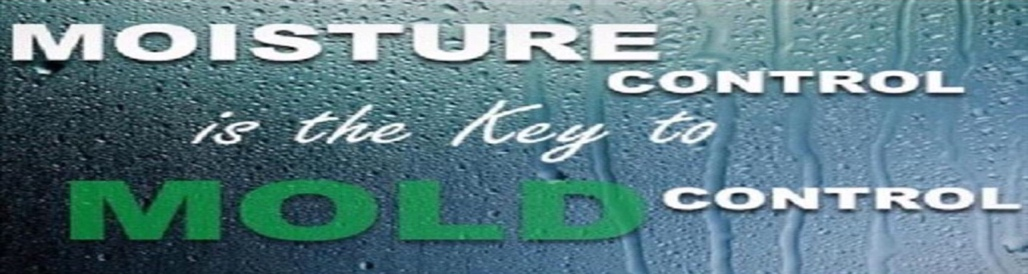 MOISTURE
CONTROL
is the Key to
MOLD CONTROL